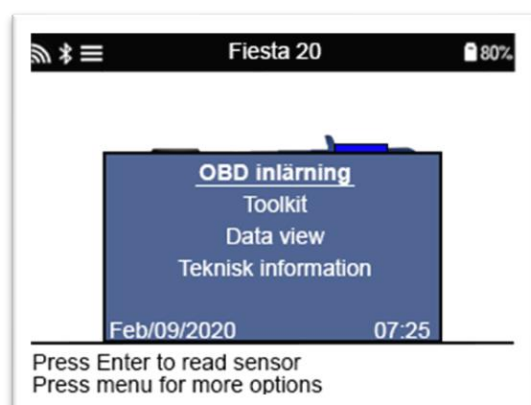 Fiesta 20
80%
OBD inlärning
Toolkit
Data view
Teknisk information
Feb/09/2020 07:25
Press Enter to read sensor
Press menu for more options